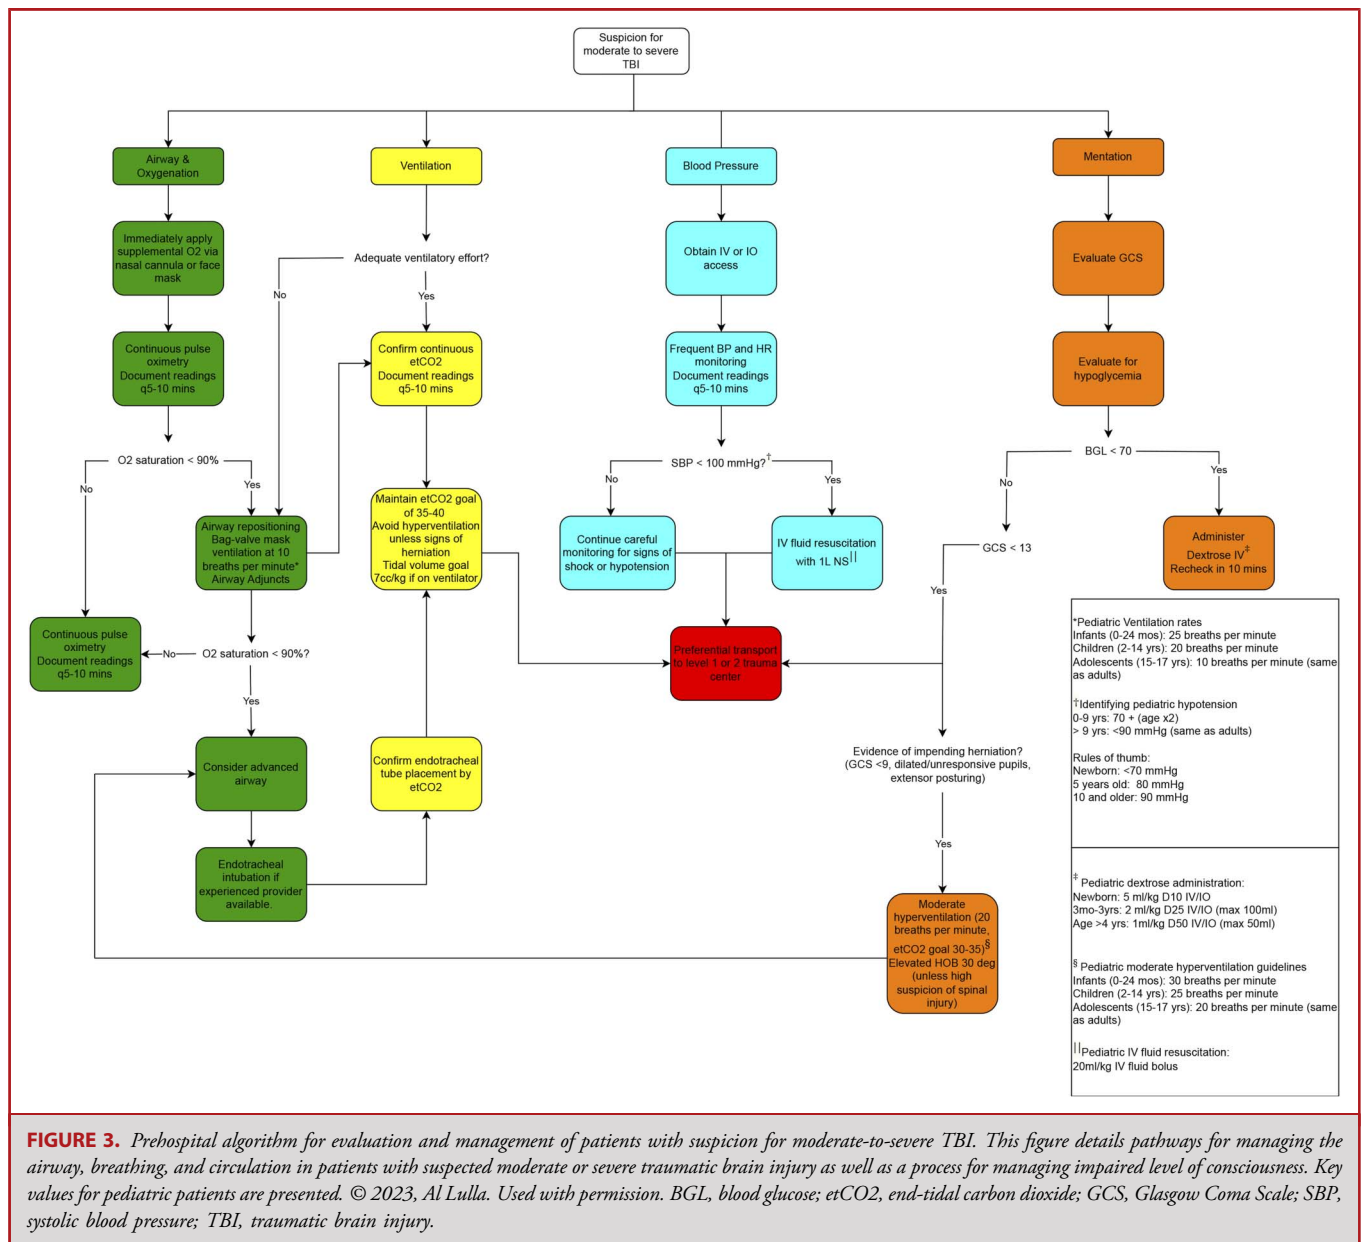 Suspicion for
moderate to severe
TBI
Airway &
Oxygenation
Ventilation
Blood Pressure
Mentation
Immediately apply
supplemental O2 via
nasal cannula or face
mask
Adequate ventilatory effort?
Obtain IV or IO
access
Evaluate GCS
No
Yes
Continuous pulse
oximetry
Document readings
q5-10 mins
Confirm continuous
etCO2
Document readings
q5-10 mins
Frequent BP and HR
monitoring
Document readings
q5-10 mins
Evaluate for
hypoglycemia
O2 saturation < 90%
No
Yes
SBP < 100 mmHg?†
No
Yes
BGL < 70
No
Yes
Airway repositioning
Bag-valve mask
ventilation at 10
breaths per minute*
Airway Adjuncts
Maintain etCO2 goal
of 35-40
Avoid hyperventilation
unless signs of
herniation
Tidal volume goal
7cc/kg if on ventilator
Continue careful
monitoring for signs of
shock or hypotension
IV fluid resuscitation
with 1L NS||
GCS < 13
Yes
Administer
Dextrose IV‡
Recheck in 10 mins
Continuous pulse
oximetry
Document readings
q5-10 mins
No
O2 saturation < 90%?
Yes
Preferential transport
to level 1 or 2 trauma
center
Consider advanced
airway
Confirm endotracheal
tube placement by
etCO2
Evidence of impending herniation?
(GCS <9, dilated/unresponsive pupils,
extensor posturing)
Yes
Endotracheal
intubation if
experienced provider
available.
Moderate
hyperventilation (20
breaths per minute,
etCO2 goal 30-35)§
Elevated HOB 30 deg
(unless high
suspicion of spinal
injury)
*Pediatric Ventilation rates
Infants (0-24 mos): 25 breaths per minute
Children (2-14 yrs): 20 breaths per minute
Adolescents (15-17 yrs): 10 breaths per minute (same
as adults)
†Identifying pediatric hypotension
0-9 yrs: 70 + (age x2)
> 9 yrs: <90 mmHg (same as adults)
Rules of thumb:
Newborn: <70 mmHg
5 years old: 80 mmHg
10 and older: 90 mmHg
‡ Pediatric dextrose administration:
Newborn: 5 ml/kg D10 IV/IO
3mo-3yrs: 2 ml/kg D25 IV/IO (max 100ml)
Age >4 yrs: 1ml/kg D50 IV/IO (max 50ml)
§ Pediatric moderate hyperventilation guidelines
Infants (0-24 mos): 30 breaths per minute
Children (2-14 yrs): 25 breaths per minute
Adolescents (15-17 yrs): 20 breaths per minute (same
as adults)
||Pediatric IV fluid resuscitation:
20ml/kg IV fluid bolus
FIGURE 3. Prehospital algorithm for evaluation and management of patients with suspicion for moderate-to-severe TBI. This figure details pathways for managing the
airway, breathing, and circulation in patients with suspected moderate or severe traumatic brain injury as well as a process for managing impaired level of consciousness. Key
values for pediatric patients are presented. © 2023, Al Lulla. Used with permission. BGL, blood glucose; etCO2, end-tidal carbon dioxide; GCS, Glasgow Coma Scale; SBP,
systolic blood pressure; TBI, traumatic brain injury.